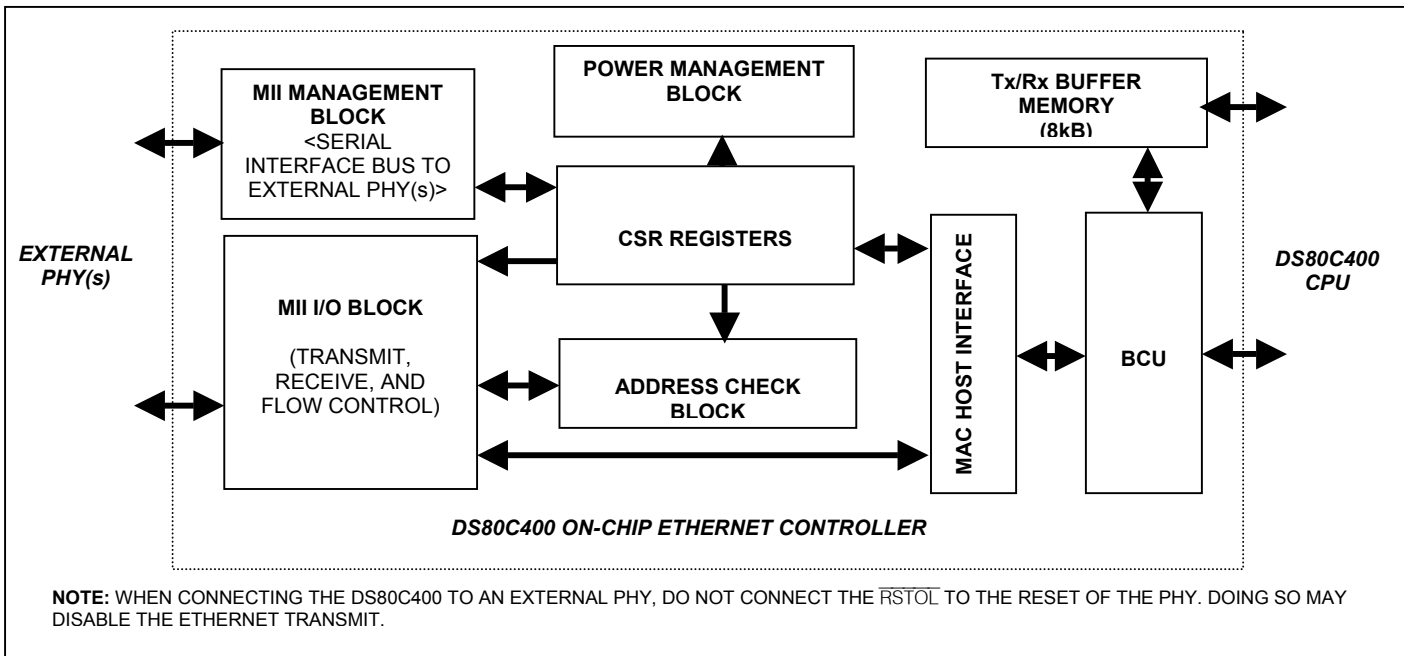 POWER MANAGEMENT
BLOCK
Tx/Rx BUFFER
MEMORY
(8kB)
MII MANAGEMENT
BLOCK
<SERIAL
INTERFACE BUS TO
EXTERNAL PHY(s)>
CSR REGISTERS
EXTERNAL
PHY(s)
MII I/O BLOCK
(TRANSMIT,
RECEIVE, AND
FLOW CONTROL)
ADDRESS CHECK
BLOCK
MAC HOST INTERFACE
BCU
DS80C400
CPU
DS80C400 ON-CHIP ETHERNET CONTROLLER
NOTE: WHEN CONNECTING THE DS80C400 TO AN EXTERNAL PHY, DO NOT CONNECT THE R̅S̅T̅O̅L̅ TO THE RESET OF THE PHY. DOING SO MAY
DISABLE THE ETHERNET TRANSMIT.